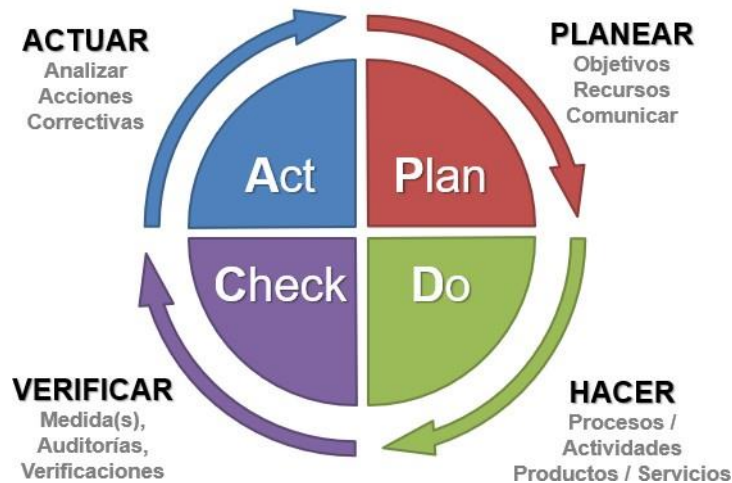 ACTUAR
Analizar
Acciones
Correctivas
PLANEAR
Objetivos
Recursos
Comunicar
Act
Plan
Check
Do
VERIFICAR
Medida(s),
Auditorías,
Verificaciones
HACER
Procesos /
Actividades
Productos / Servicios